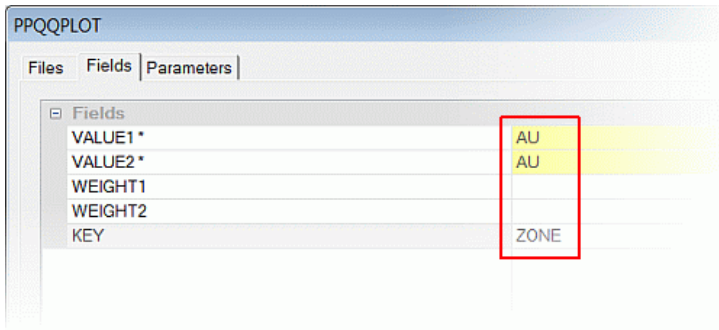 PPQQPLOT
Files Fields Parameters
Fields
VALUE1* AU
VALUE2* AU
WEIGHT1
WEIGHT2
KEY ZONE